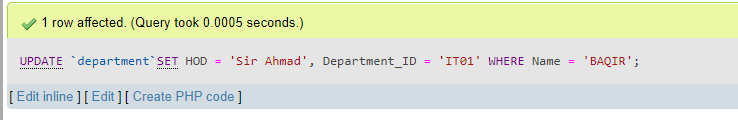 1 row affected. (Query took 0.0005 seconds.)
UPDATE `department`SET HOD = 'Sir Ahmad', Department_ID = 'IT01' WHERE Name = 'BAQIR';
[ Edit inline ] [ Edit ] [ Create PHP code ]